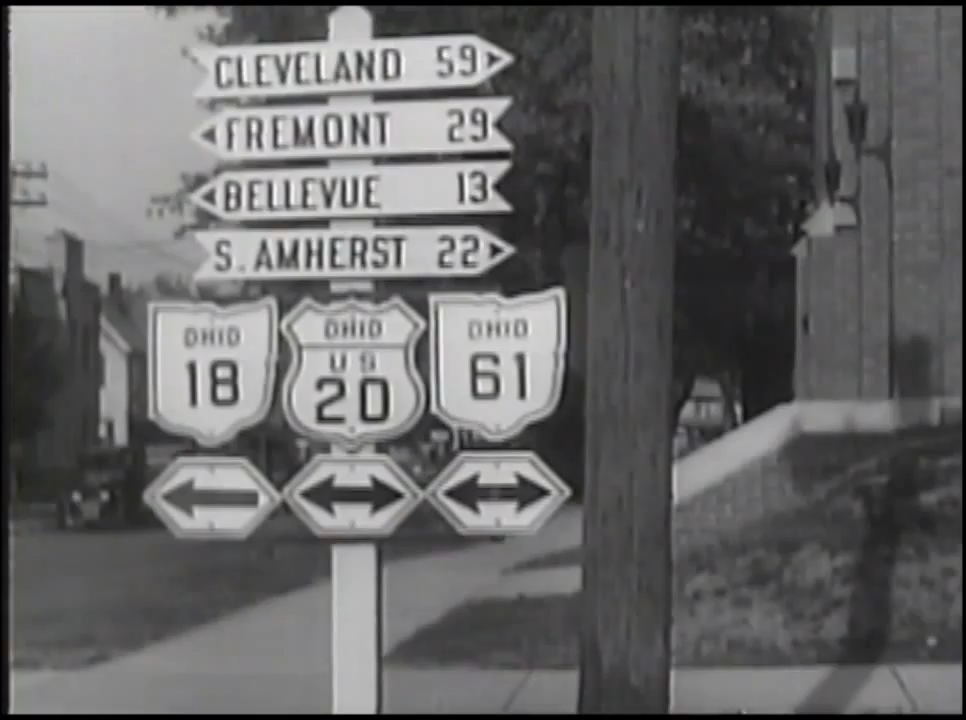 CLEVELAND 59
FREMONT 29
BELLEVUE 13
S. AMHERST 22
OHIO
18
OHIO
US
20
OHIO
61